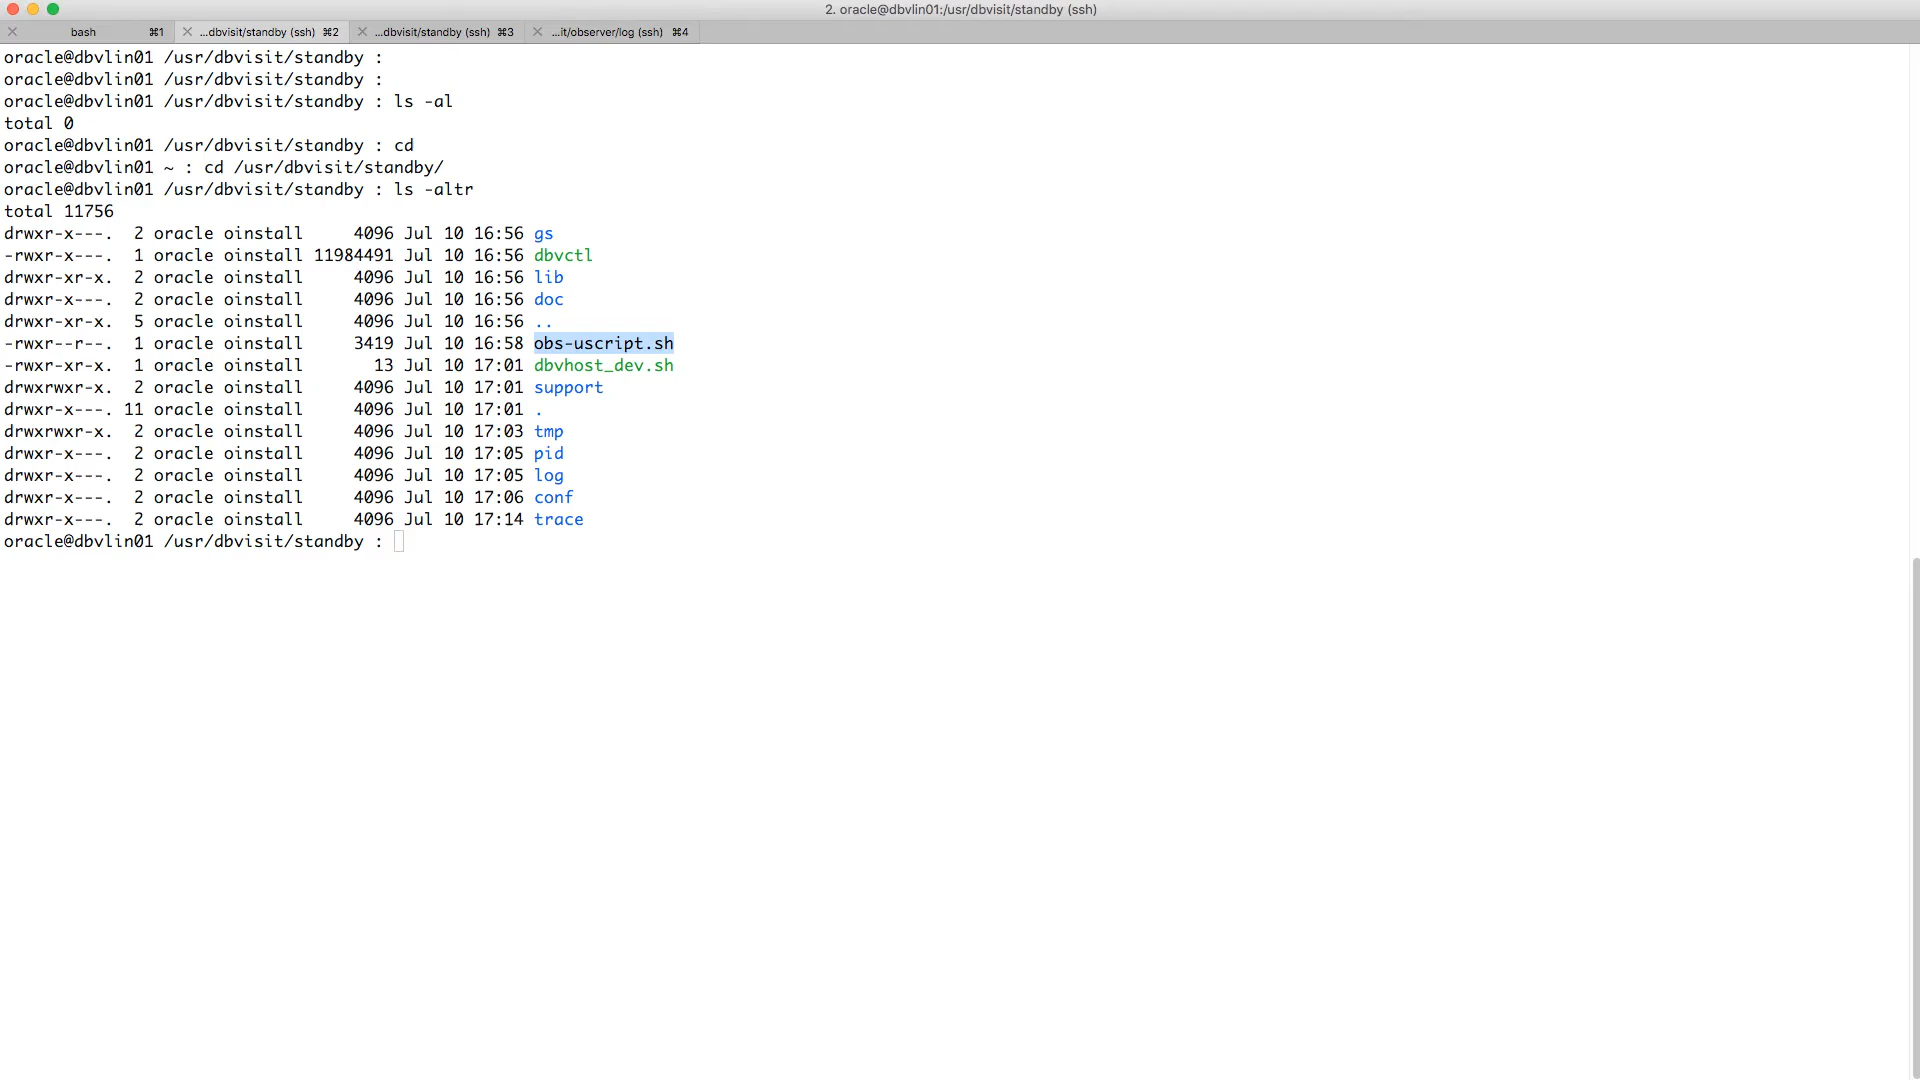 2. oracle@dbvlin01:/usr/dbvisit/standby (ssh)
bash ⌘1 ...dbvisit/standby (ssh) ⌘2 ...dbvisit/standby (ssh) ⌘3 ...it/observer/log (ssh) ⌘4
oracle@dbvlin01 /usr/dbvisit/standby :
oracle@dbvlin01 /usr/dbvisit/standby :
oracle@dbvlin01 /usr/dbvisit/standby : ls -al
total 0
oracle@dbvlin01 /usr/dbvisit/standby : cd
oracle@dbvlin01 ~ : cd /usr/dbvisit/standby/
oracle@dbvlin01 /usr/dbvisit/standby : ls -altr
total 11756
drwxr-x---.  2 oracle oinstall     4096 Jul 10 16:56 gs
-rwxr-x---.  1 oracle oinstall 11984491 Jul 10 16:56 dbvctl
drwxr-xr-x.  2 oracle oinstall     4096 Jul 10 16:56 lib
drwxr-x---.  2 oracle oinstall     4096 Jul 10 16:56 doc
drwxr-xr-x.  5 oracle oinstall     4096 Jul 10 16:56 ..
-rwxr--r--.  1 oracle oinstall     3419 Jul 10 16:58 obs-uscript.sh
-rwxr-xr-x.  1 oracle oinstall       13 Jul 10 17:01 dbvhost_dev.sh
drwxrwxr-x.  2 oracle oinstall     4096 Jul 10 17:01 support
drwxr-x---. 11 oracle oinstall     4096 Jul 10 17:01 .
drwxrwxr-x.  2 oracle oinstall     4096 Jul 10 17:03 tmp
drwxr-x---.  2 oracle oinstall     4096 Jul 10 17:05 pid
drwxr-x---.  2 oracle oinstall     4096 Jul 10 17:05 log
drwxr-x---.  2 oracle oinstall     4096 Jul 10 17:06 conf
drwxr-x---.  2 oracle oinstall     4096 Jul 10 17:14 trace
oracle@dbvlin01 /usr/dbvisit/standby :